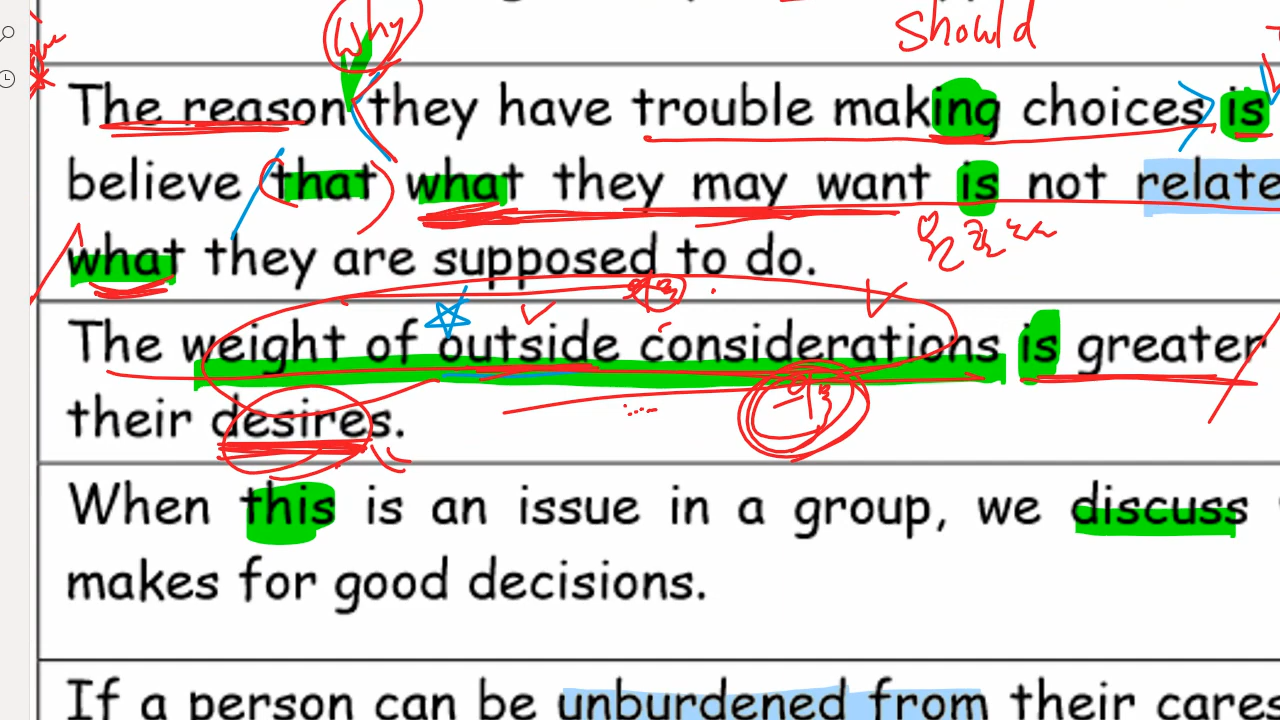 why
should
The reason they have trouble making choices is
believe that what they may want is not relate
what they are supposed to do.
The weight of outside considerations is greater
their desires.
When this is an issue in a group, we discuss
makes for good decisions.
If a person can be unburdened from their cares